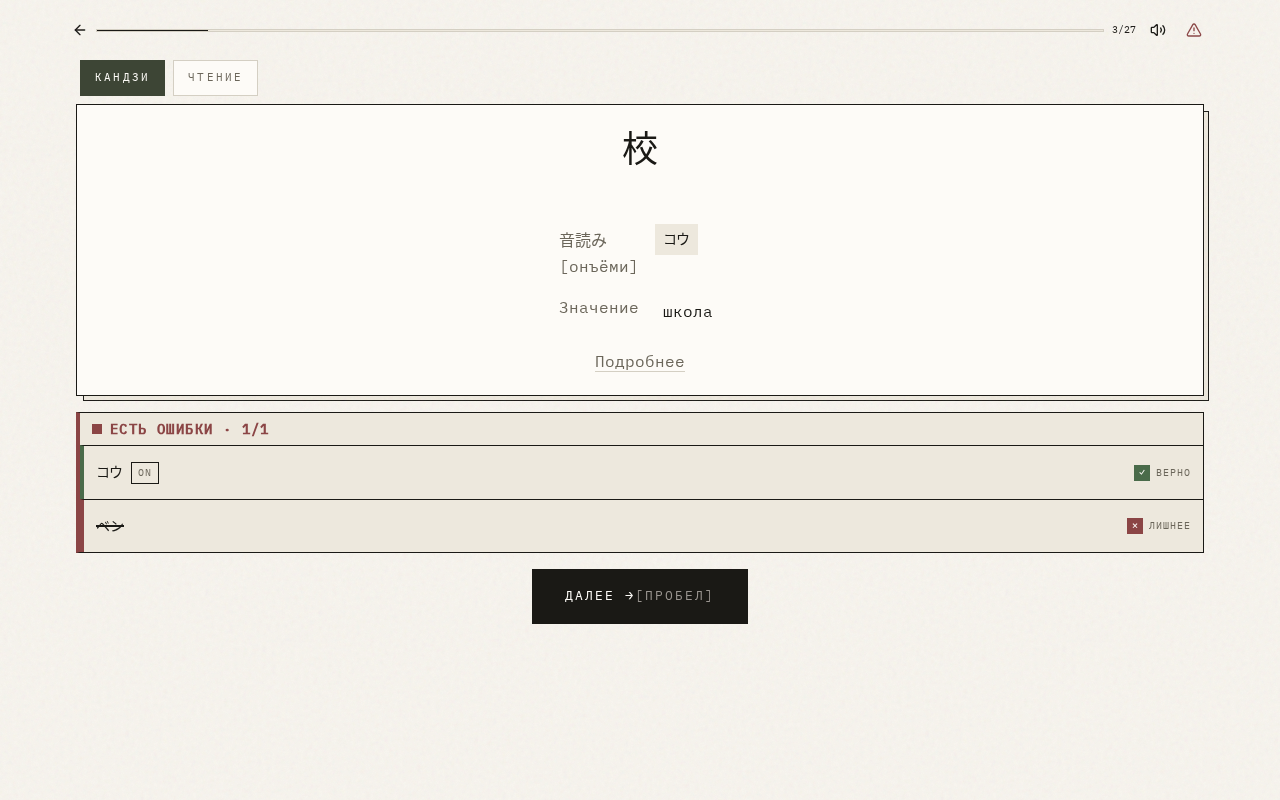 3/27
КАНДЗИ ЧТЕНИЕ
校
音読み コウ
[онъёми]
Значение школа
Подробнее
ЕСТЬ ОШИБКИ · 1/1
コウ ON ВЕРНО
ベン ЛИШНЕЕ
ДАЛЕЕ →[ПРОБЕЛ]